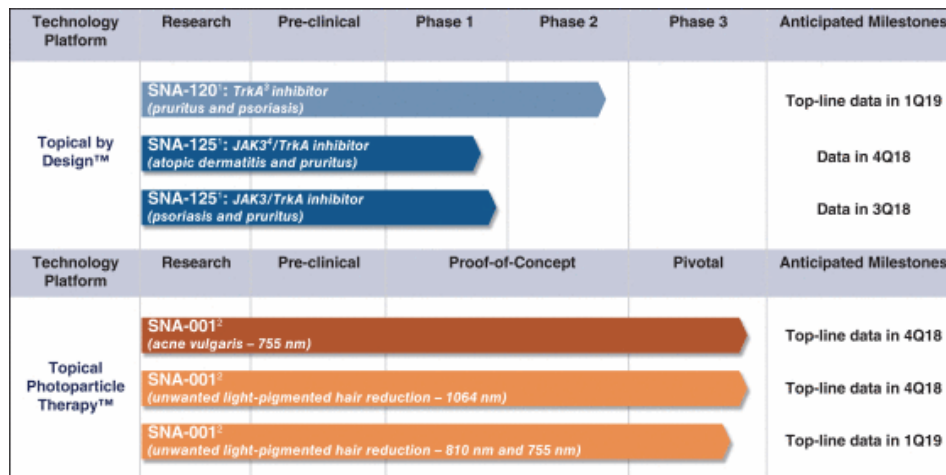 Technology Platform Research Pre-clinical Phase 1 Phase 2 Phase 3 Anticipated Milestones
Topical by Design™
SNA-120¹: TrkA³ inhibitor
(pruritus and psoriasis)
Top-line data in 1Q19
SNA-125¹: JAK3⁴/TrkA inhibitor
(atopic dermatitis and pruritus)
Data in 4Q18
SNA-125¹: JAK3/TrkA inhibitor
(psoriasis and pruritus)
Data in 3Q18
Technology Platform Research Pre-clinical Proof-of-Concept Pivotal Anticipated Milestones
Topical Photoparticle Therapy™
SNA-001²
(acne vulgaris – 755 nm)
Top-line data in 4Q18
SNA-001²
(unwanted light-pigmented hair reduction – 1064 nm)
Top-line data in 4Q18
SNA-001²
(unwanted light-pigmented hair reduction – 810 nm and 755 nm)
Top-line data in 1Q19